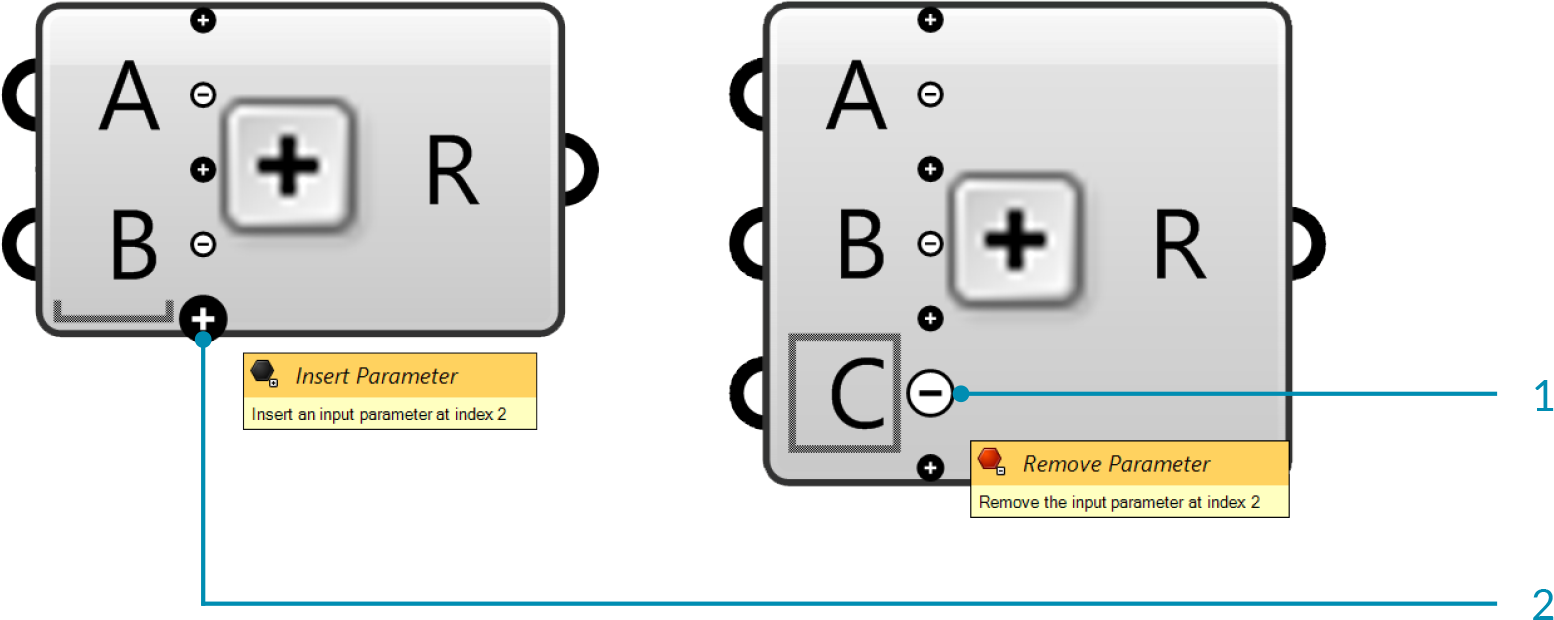 A
B
R
Insert Parameter
Insert an input parameter at index 2
A
B
C
R
Remove Parameter
Remove the input parameter at index 2
1
2